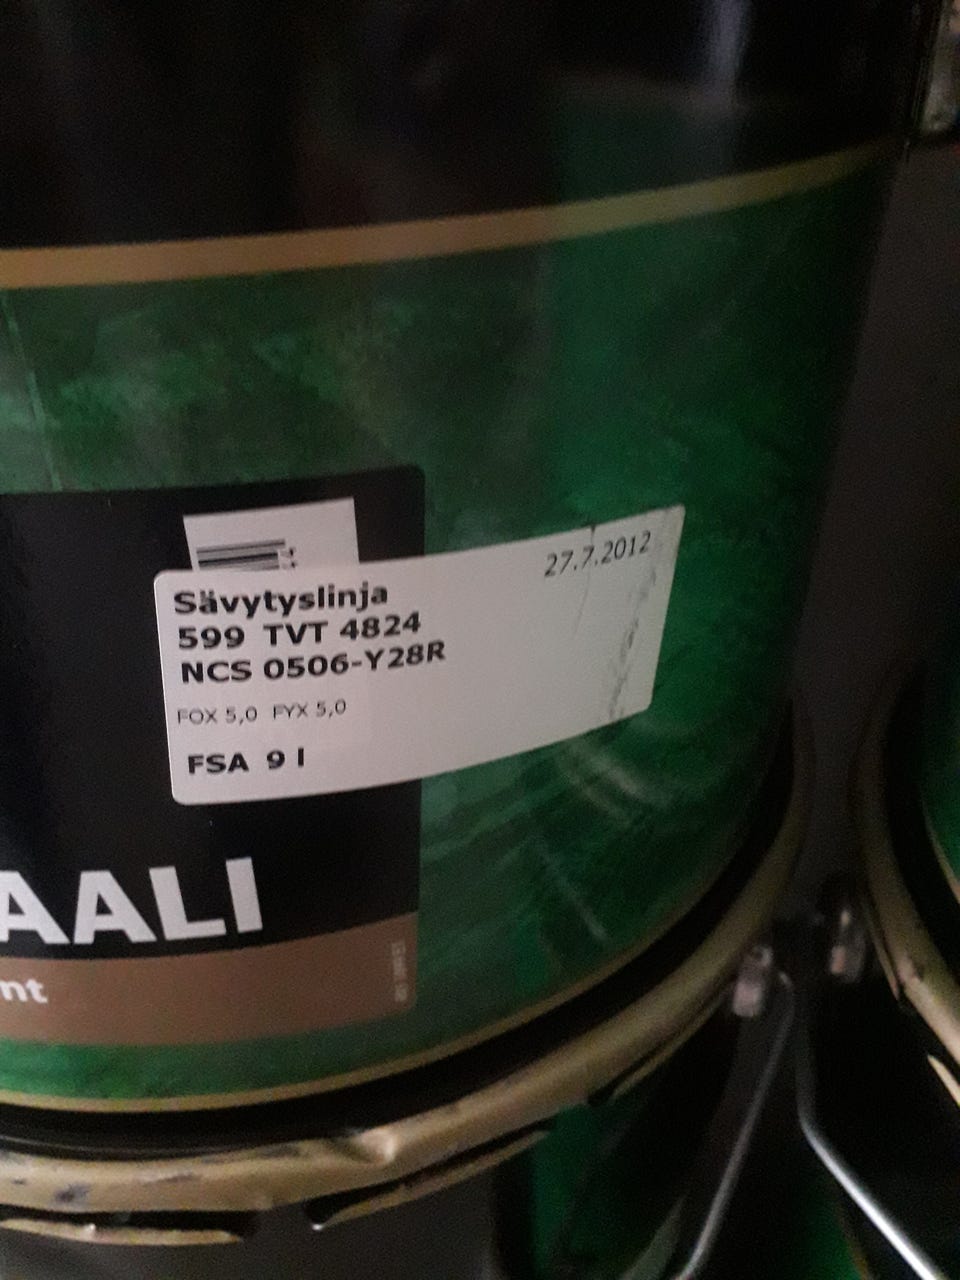 27.7.2012
Sävytyslinja
599 TVT 4824
NCS 0506-Y28R
FOX 5,0 FYX 5,0
FSA 9 l
AALI
nt